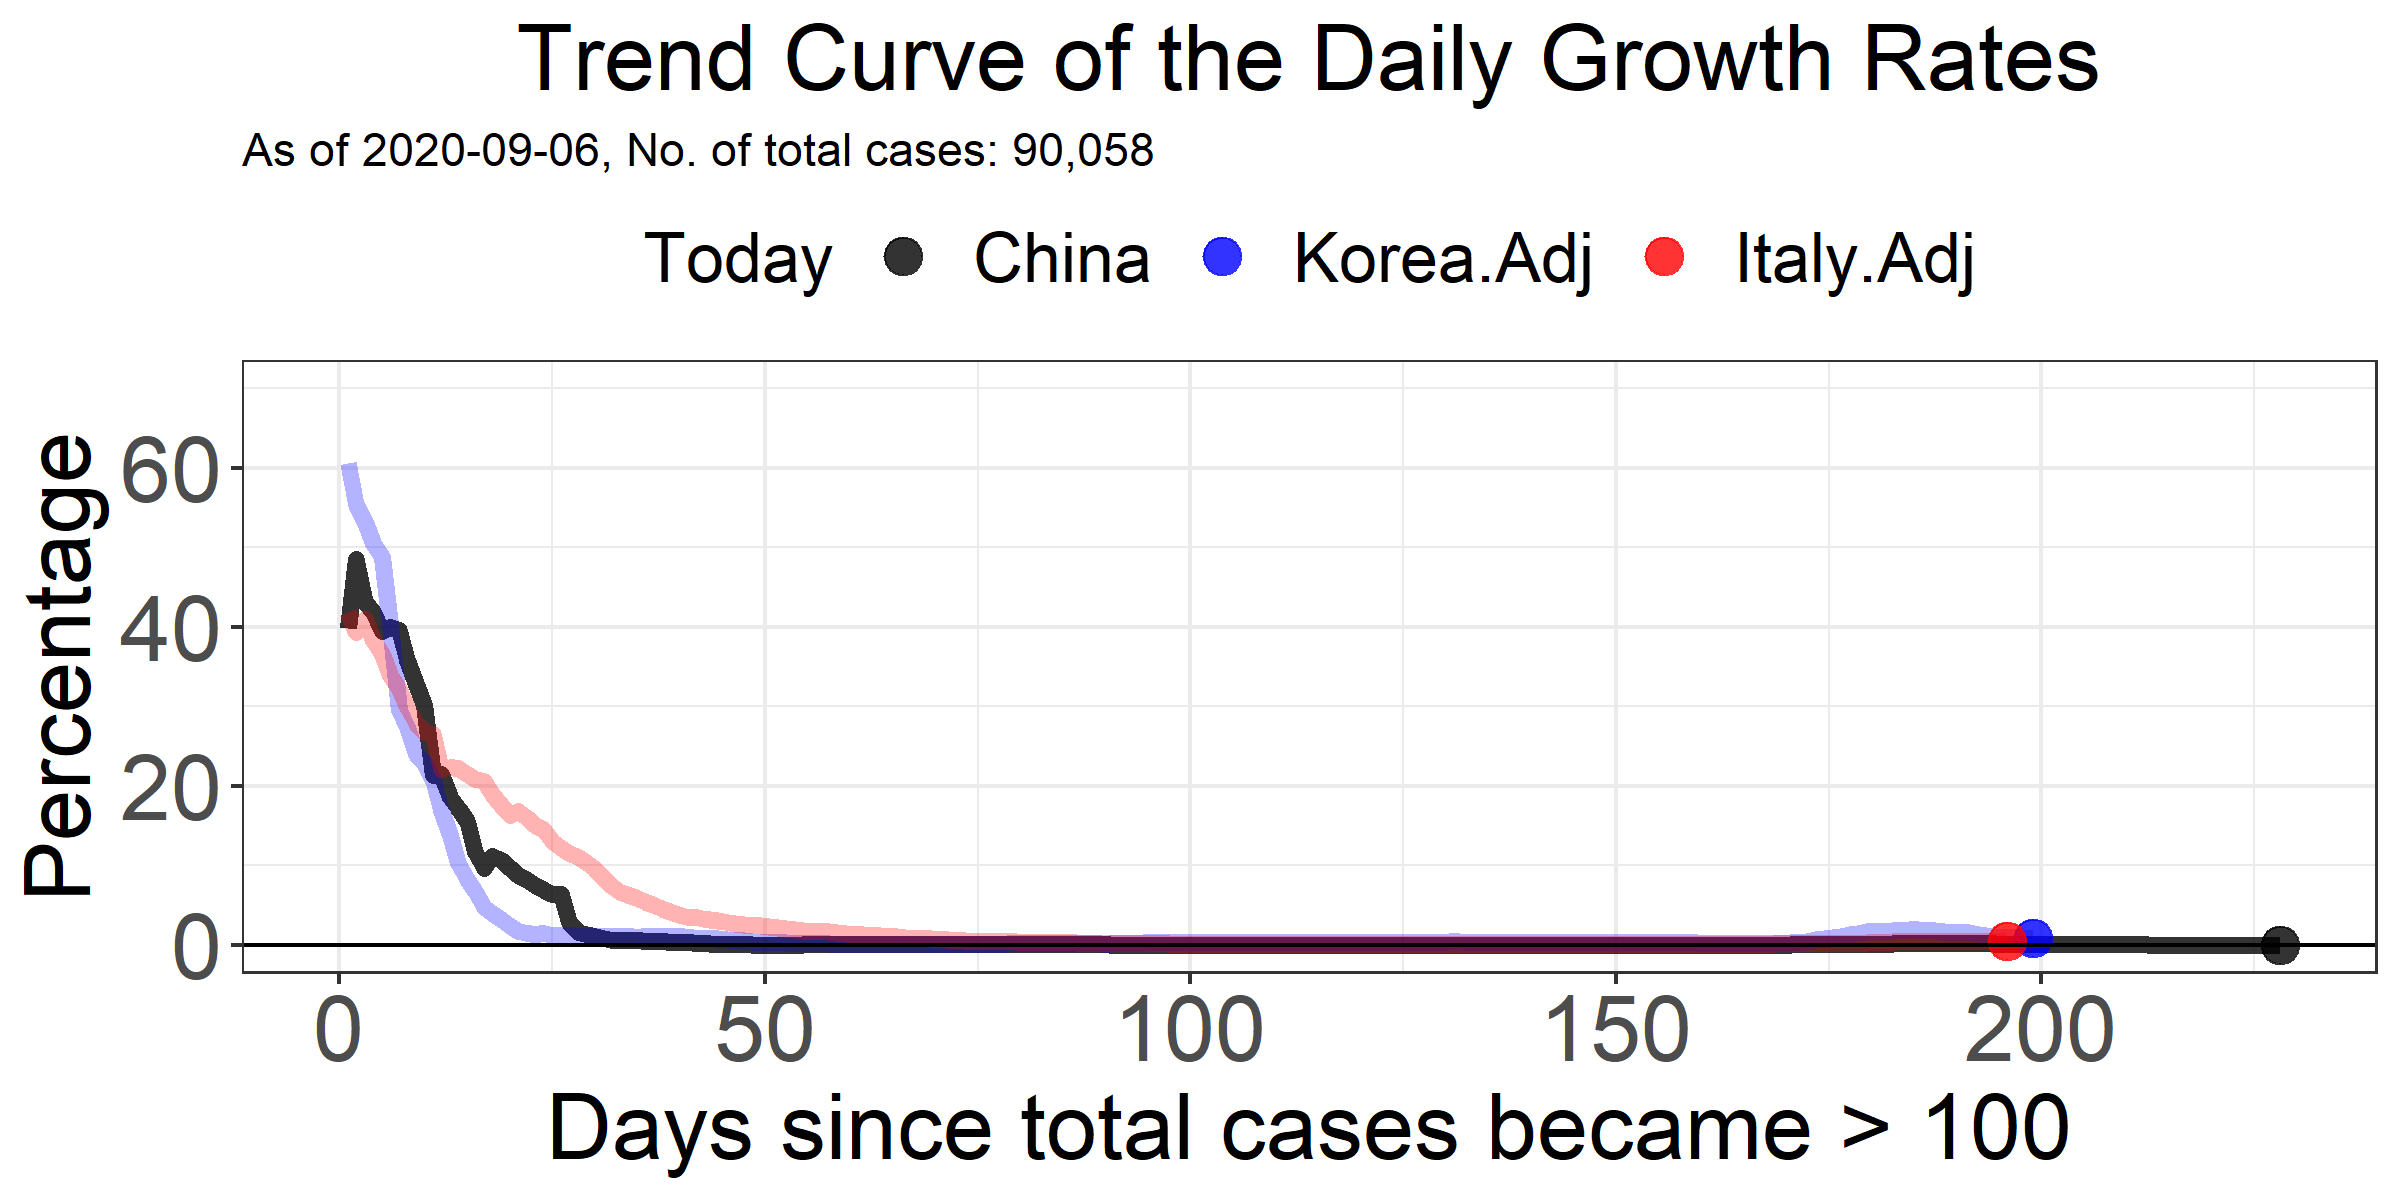 Trend Curve of the Daily Growth Rates
As of 2020-09-06, No. of total cases: 90,058
Today China Korea.Adj Italy.Adj
Percentage
60
40
20
0
0 50 100 150 200
Days since total cases became > 100